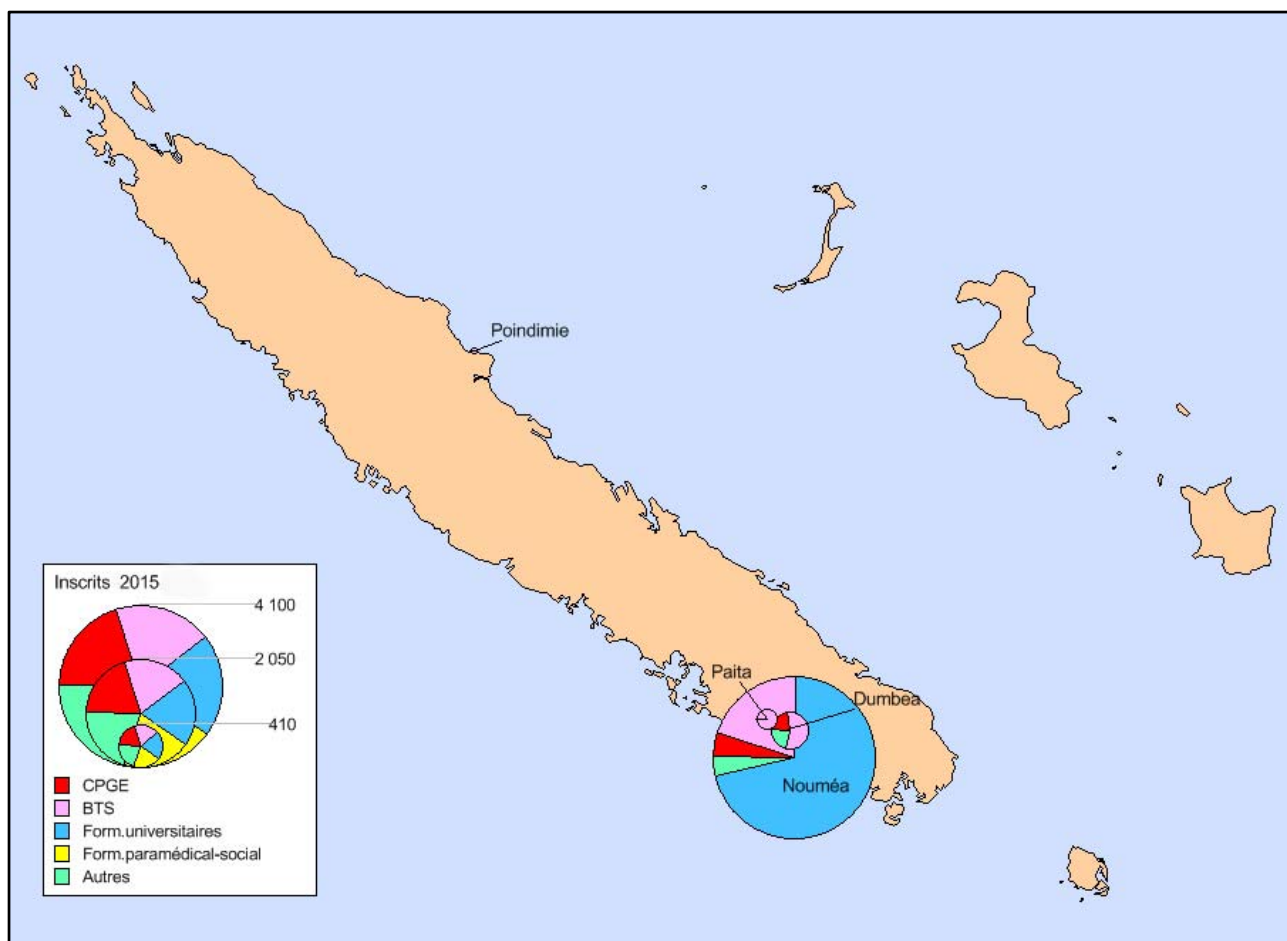 Poindimie
Paita
Dumbea
Nouméa
Inscrits 2015
4 100
2 050
410
CPGE
BTS
Form.universitaires
Form.paramédical-social
Autres